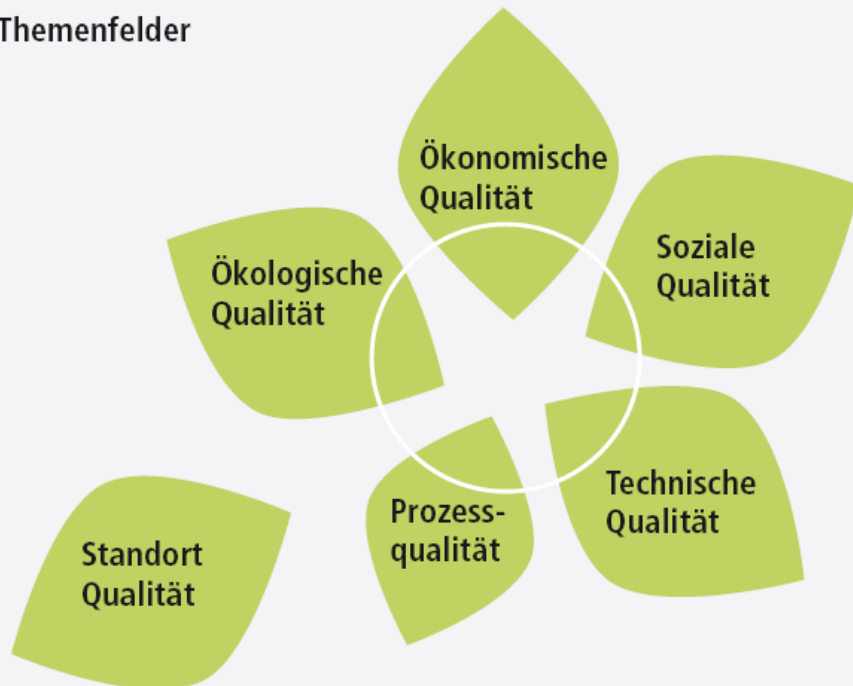 Themenfelder
Ökonomische
Qualität
Soziale
Qualität
Ökologische
Qualität
Technische
Qualität
Prozess-
qualität
Standort
Qualität